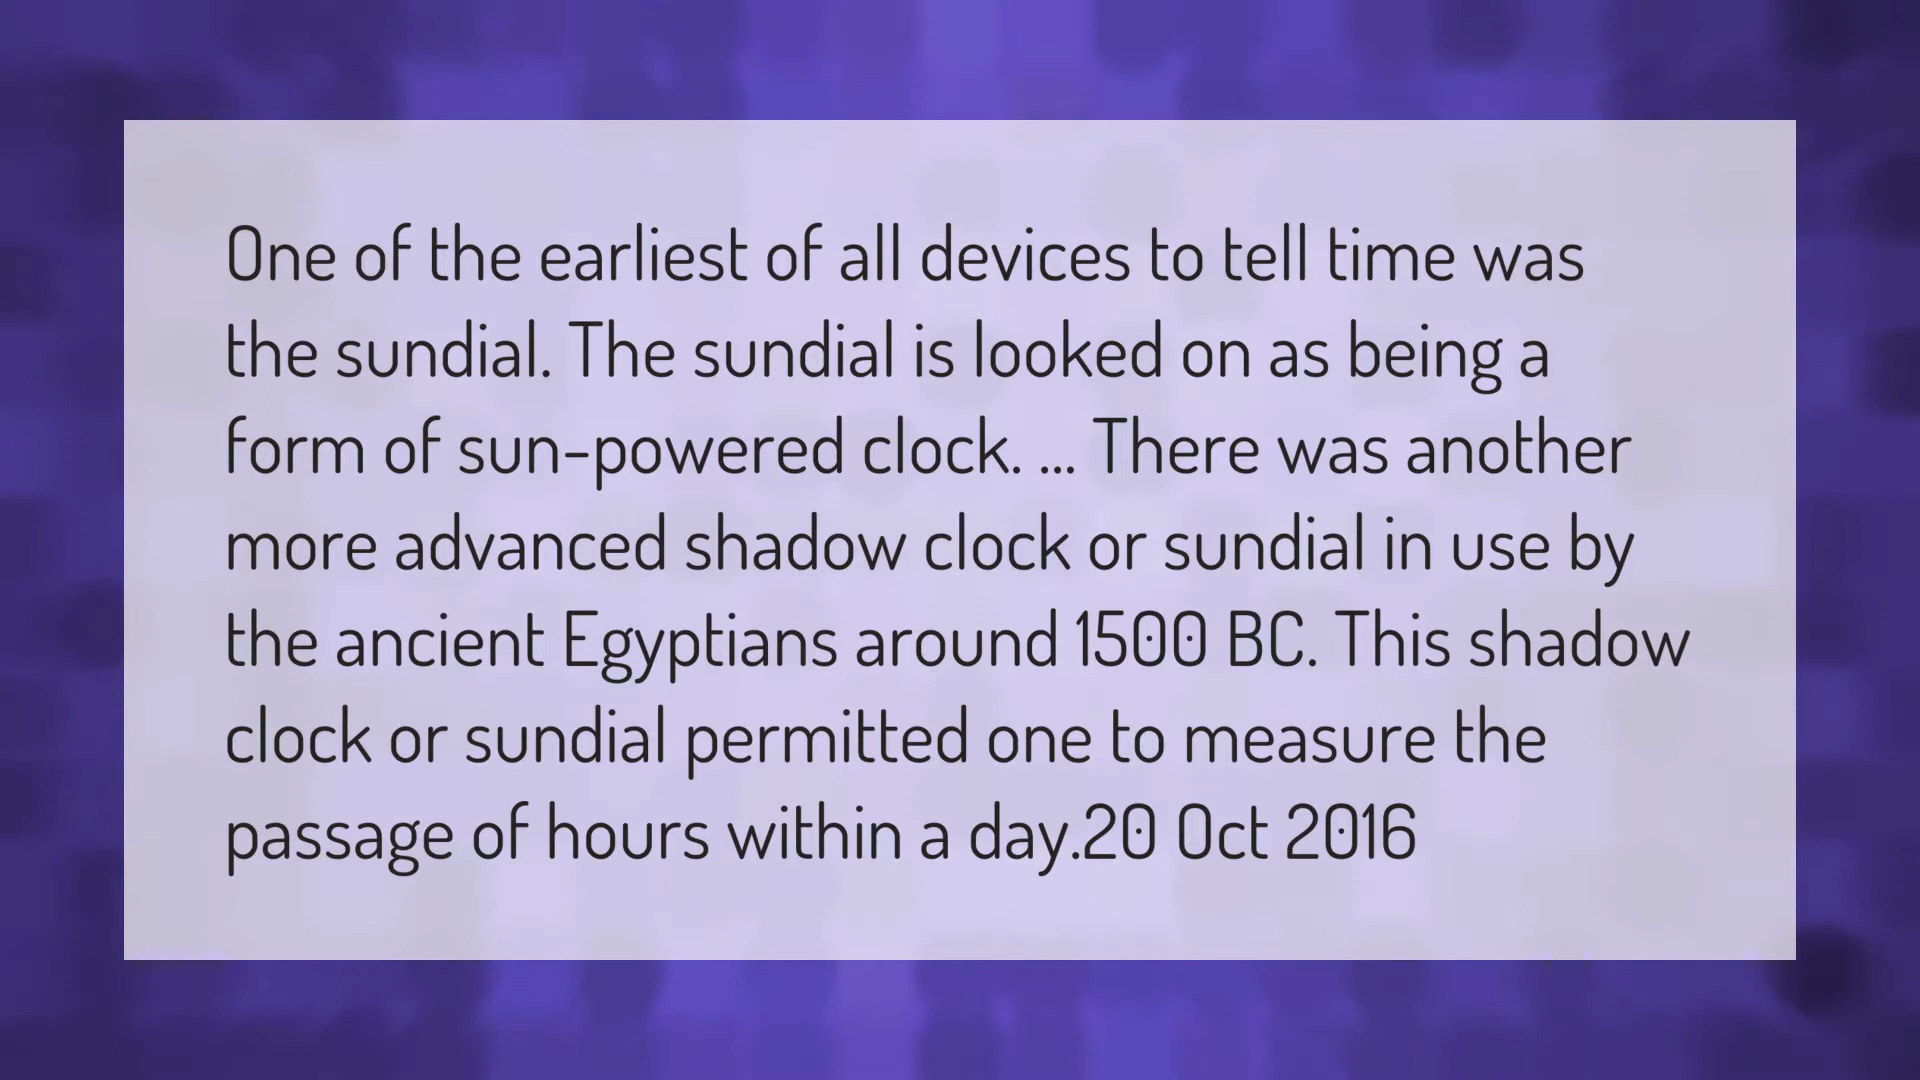 One of the earliest of all devices to tell time was
the sundial. The sundial is looked on as being a
form of sun-powered clock. ... There was another
more advanced shadow clock or sundial in use by
the ancient Egyptians around 1500 BC. This shadow
clock or sundial permitted one to measure the
passage of hours within a day.20 Oct 2016